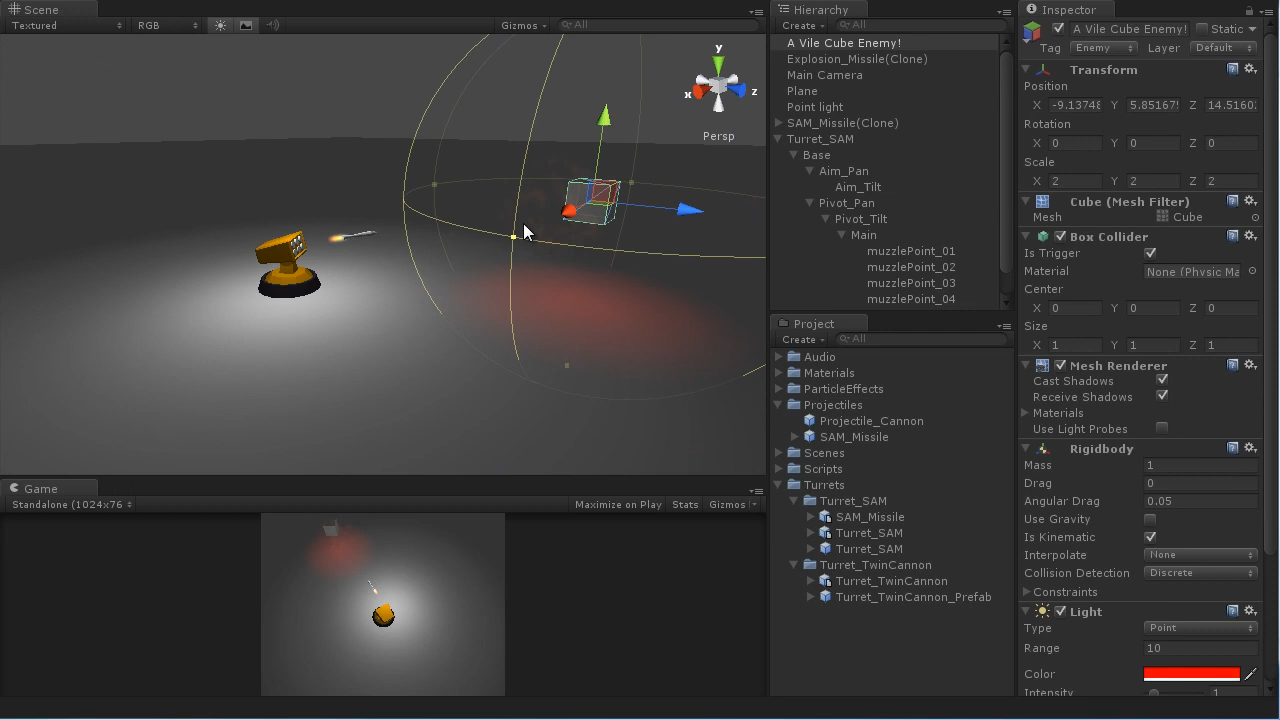 Scene
Textured RGB Gizmos All
y
x z
Persp
Game
Standalone (1024x76 Maximize on Play Stats Gizmos
Hierarchy
Create All
A Vile Cube Enemy!
Explosion_Missile(Clone)
Main Camera
Plane
Point light
SAM_Missile(Clone)
Turret_SAM
Base
Aim_Pan
Aim_Tilt
Pivot_Pan
Pivot_Tilt
Main
muzzlePoint_01
muzzlePoint_02
muzzlePoint_03
muzzlePoint_04
Project
Create All
Audio
Materials
ParticleEffects
Projectiles
Projectile_Cannon
SAM_Missile
Scenes
Scripts
Turrets
Turret_SAM
SAM_Missile
Turret_SAM
Turret_SAM
Turret_TwinCannon
Turret_TwinCannon
Turret_TwinCannon_Prefab
Inspector
A Vile Cube Enemy! Static
Tag Enemy Layer Default
Transform
Position
X -9.13748 Y 5.85167 Z 14.5160
Rotation
X 0 Y 0 Z 0
Scale
X 2 Y 2 Z 2
Cube (Mesh Filter)
Mesh Cube
Box Collider
Is Trigger
Material None (Physic Ma
Center
X 0 Y 0 Z 0
Size
X 1 Y 1 Z 1
Mesh Renderer
Cast Shadows
Receive Shadows
Materials
Use Light Probes
Rigidbody
Mass 1
Drag 0
Angular Drag 0.05
Use Gravity
Is Kinematic
Interpolate None
Collision Detection Discrete
Constraints
Light
Type Point
Range 10
Color
Intensity 1